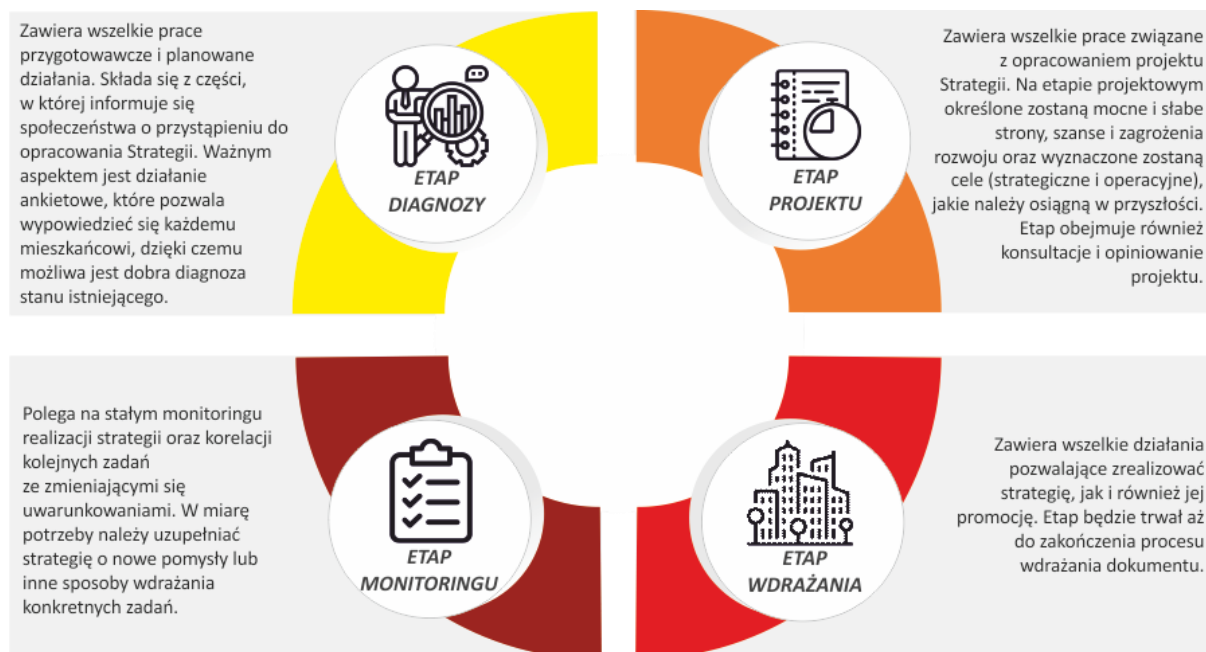 Zawiera wszelkie prace
przygotowawcze i planowane
działania. Składa się z części,
w której informuje się
społeczeństwa o przystąpieniu do
opracowania Strategii. Ważnym
aspektem jest działanie
ankietowe, które pozwala
wypowiedzieć się każdemu
mieszkańcowi, dzięki czemu
możliwa jest dobra diagnoza
stanu istniejącego.
ETAP
DIAGNOZY
ETAP
PROJEKTU
Zawiera wszelkie prace związane
z opracowaniem projektu
Strategii. Na etapie projektowym
określone zostaną mocne i słabe
strony, szanse i zagrożenia
rozwoju oraz wyznaczone zostaną
cele (strategiczne i operacyjne),
jakie należy osiągną w przyszłości.
Etap obejmuje również
konsultacje i opiniowanie
projektu.
Polega na stałym monitoringu
realizacji strategii oraz korelacji
kolejnych zadań
ze zmieniającymi się
uwarunkowaniami. W miarę
potrzeby należy uzupełniać
strategię o nowe pomysły lub
inne sposoby wdrażania
konkretnych zadań.
ETAP
MONITORINGU
ETAP
WDRAŻANIA
Zawiera wszelkie działania
pozwalające zrealizować
strategię, jak i również jej
promocję. Etap będzie trwał aż
do zakończenia procesu
wdrażania dokumentu.